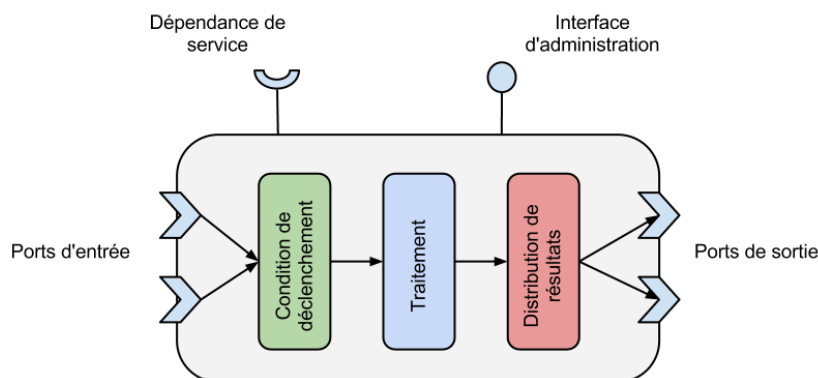 Dépendance de
service
Interface
d'administration
Ports d'entrée
Condition de
déclenchement
Traitement
Distribution de
résultats
Ports de sortie